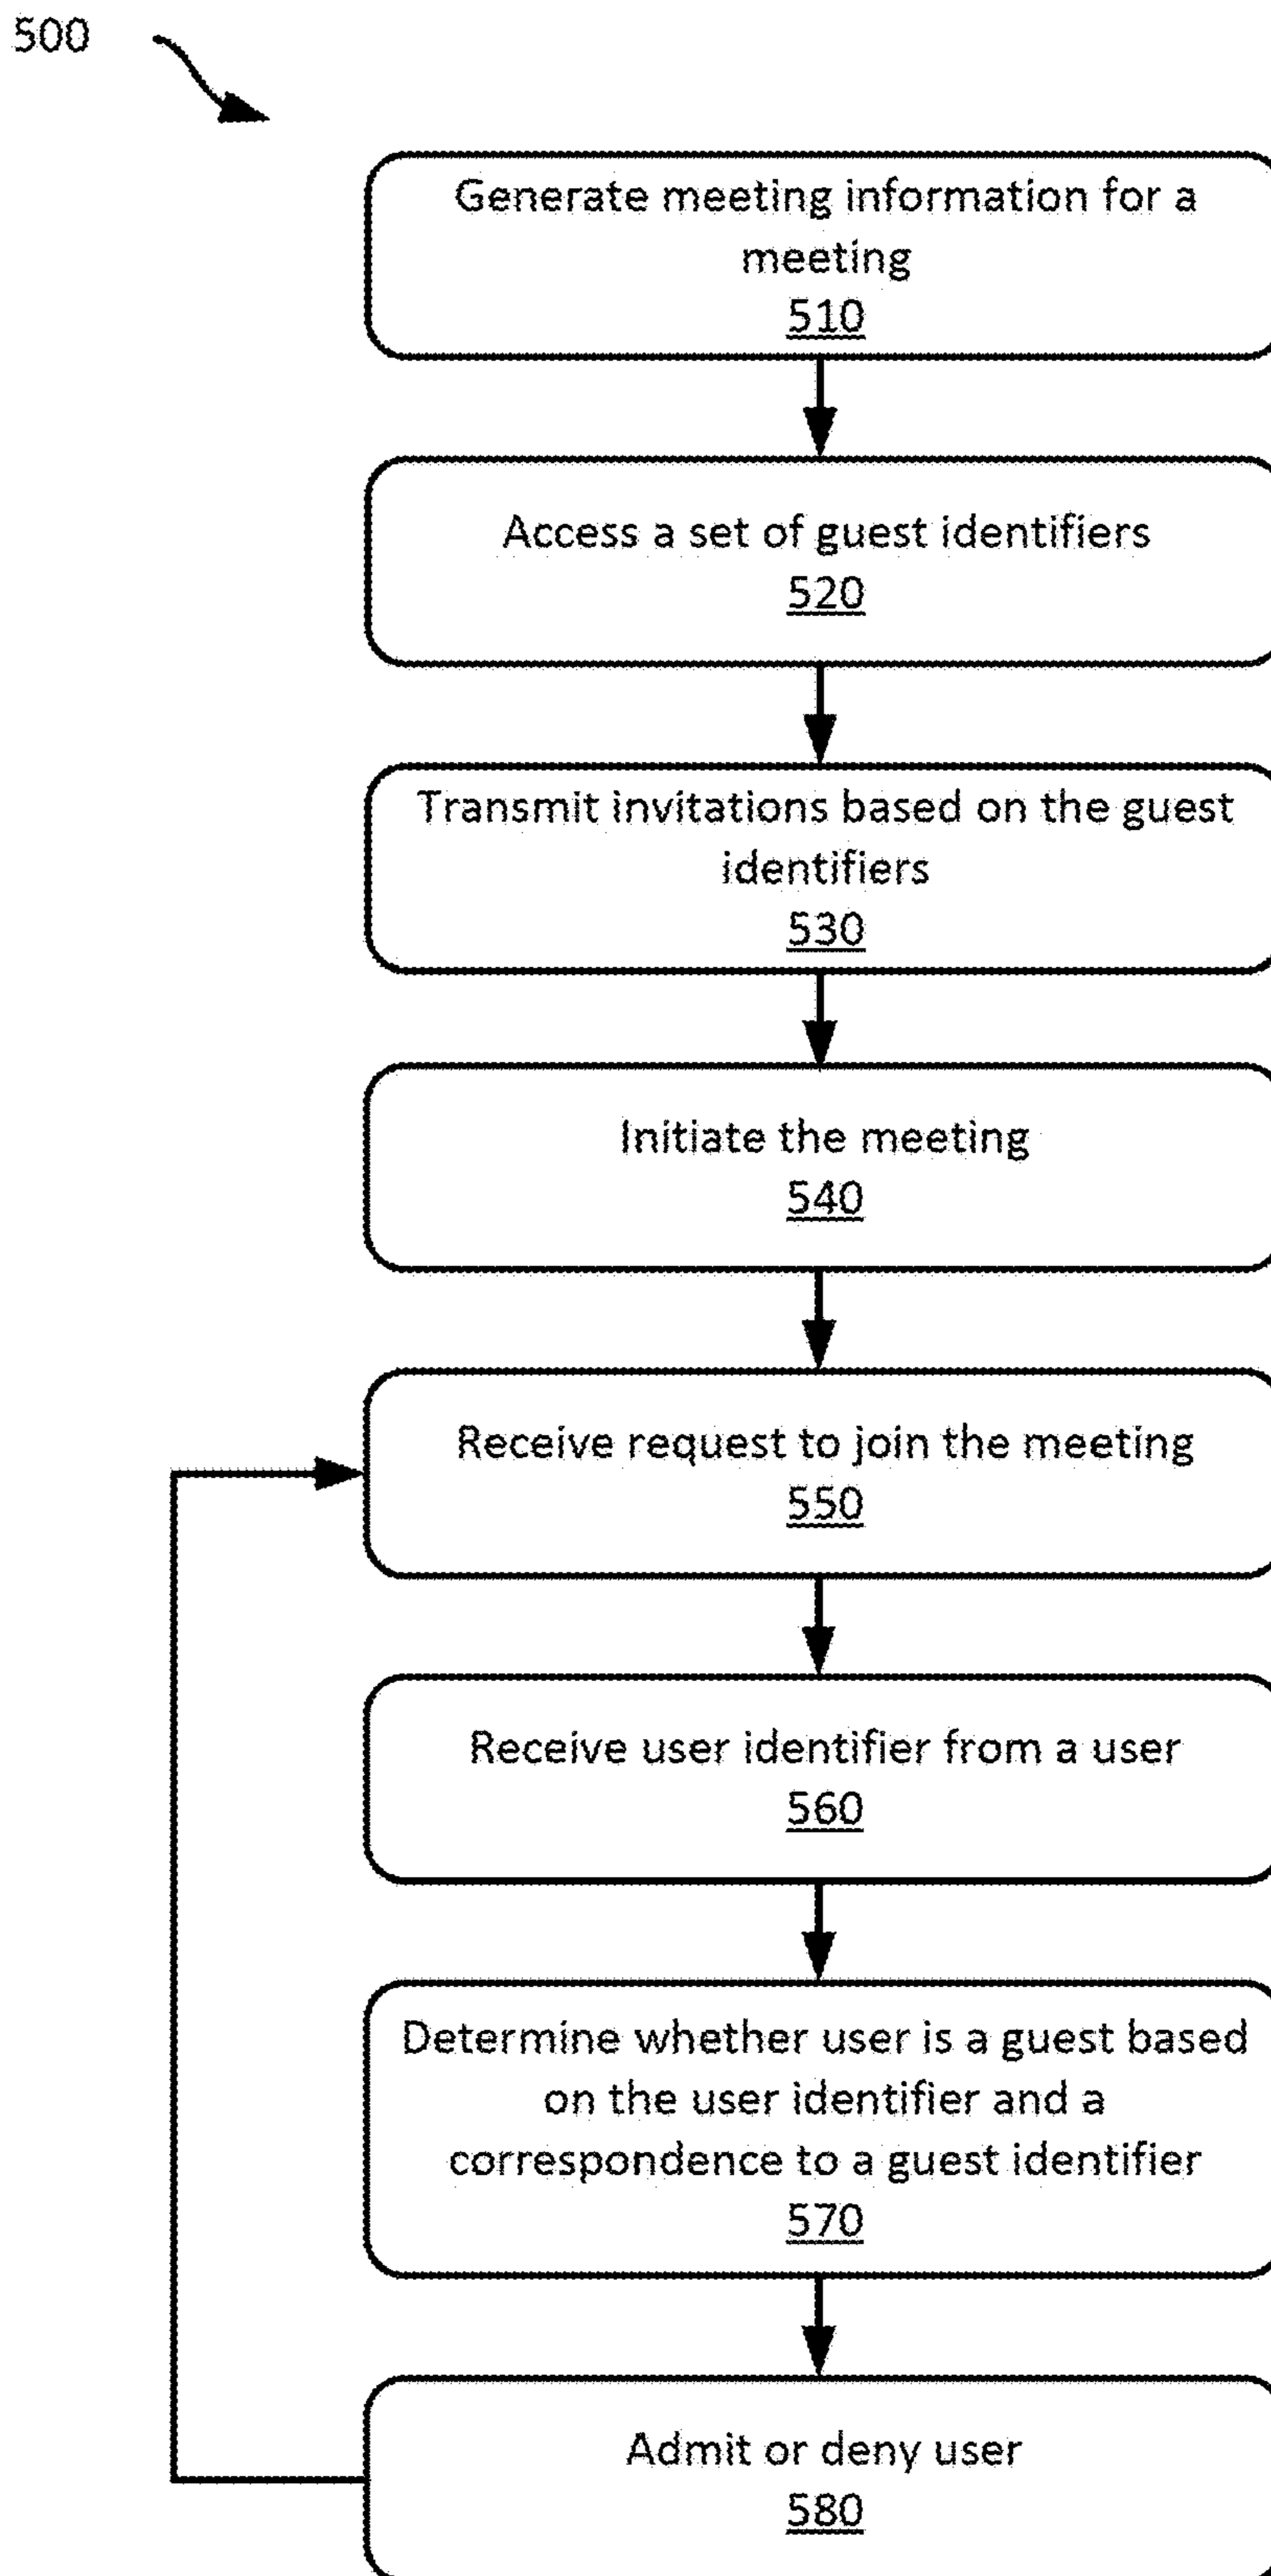 500
Generate meeting information for a
meeting
510
Access a set of guest identifiers
520
Transmit invitations based on the guest
identifiers
530
Initiate the meeting
540
Receive request to join the meeting
550
Receive user identifier from a user
560
Determine whether user is a guest based
on the user identifier and a
correspondence to a guest identifier
570
Admit or deny user
580